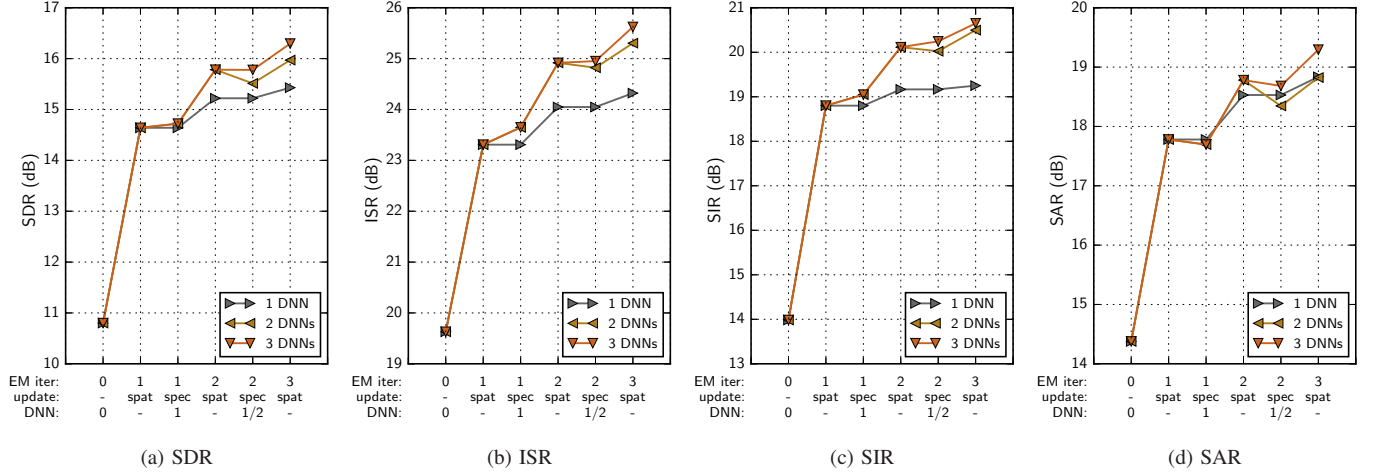 17
16
15
14
13
12
11
10
SDR (dB)
1 DNN
2 DNNs
3 DNNs
EM iter: 0 1 1 2 2 3
update: - spat spec spat spec spat
DNN: 0 - 1 - 1/2 -
(a) SDR
26
25
24
23
22
21
20
19
ISR (dB)
1 DNN
2 DNNs
3 DNNs
EM iter: 0 1 1 2 2 3
update: - spat spec spat spec spat
DNN: 0 - 1 - 1/2 -
(b) ISR
21
20
19
18
17
16
15
14
13
SIR (dB)
1 DNN
2 DNNs
3 DNNs
EM iter: 0 1 1 2 2 3
update: - spat spec spat spec spat
DNN: 0 - 1 - 1/2 -
(c) SIR
20
19
18
17
16
15
14
SAR (dB)
1 DNN
2 DNNs
3 DNNs
EM iter: 0 1 1 2 2 3
update: - spat spec spat spec spat
DNN: 0 - 1 - 1/2 -
(d) SAR